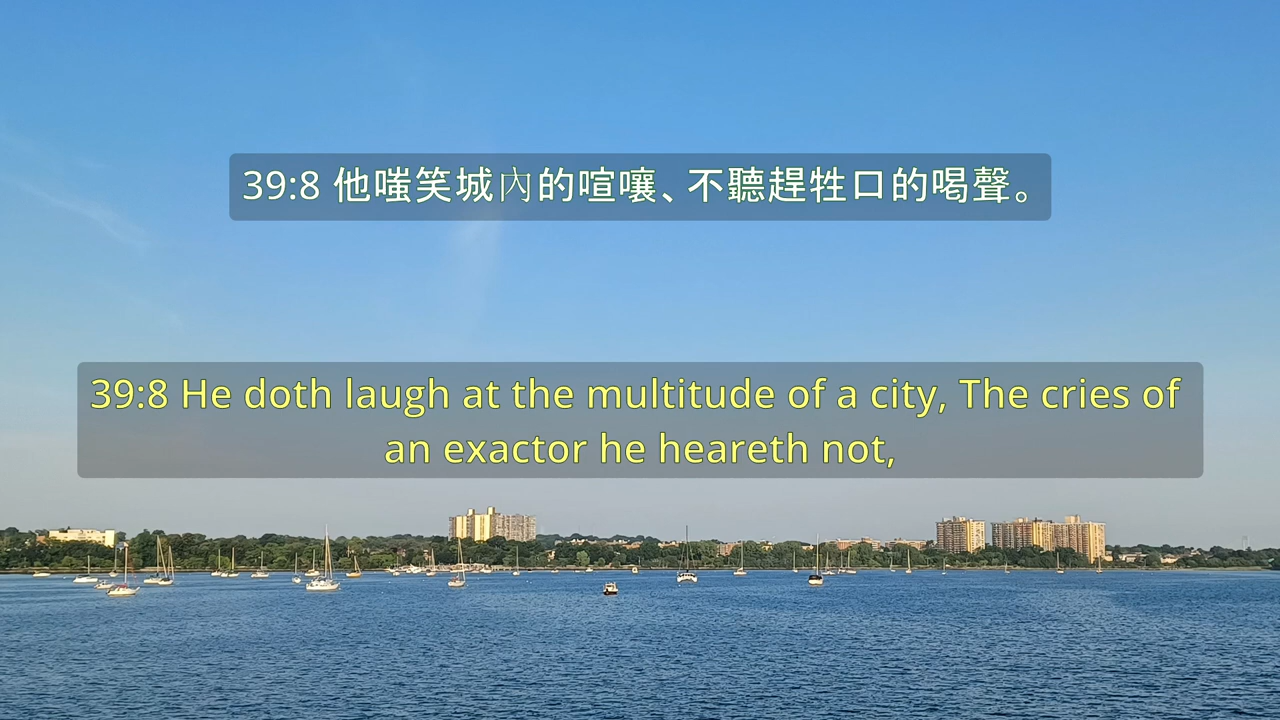 39:8 他嗤笑城內的喧嚷、不聽趕牲口的喝聲。
39:8 He doth laugh at the multitude of a city, The cries of
an exactor he heareth not,